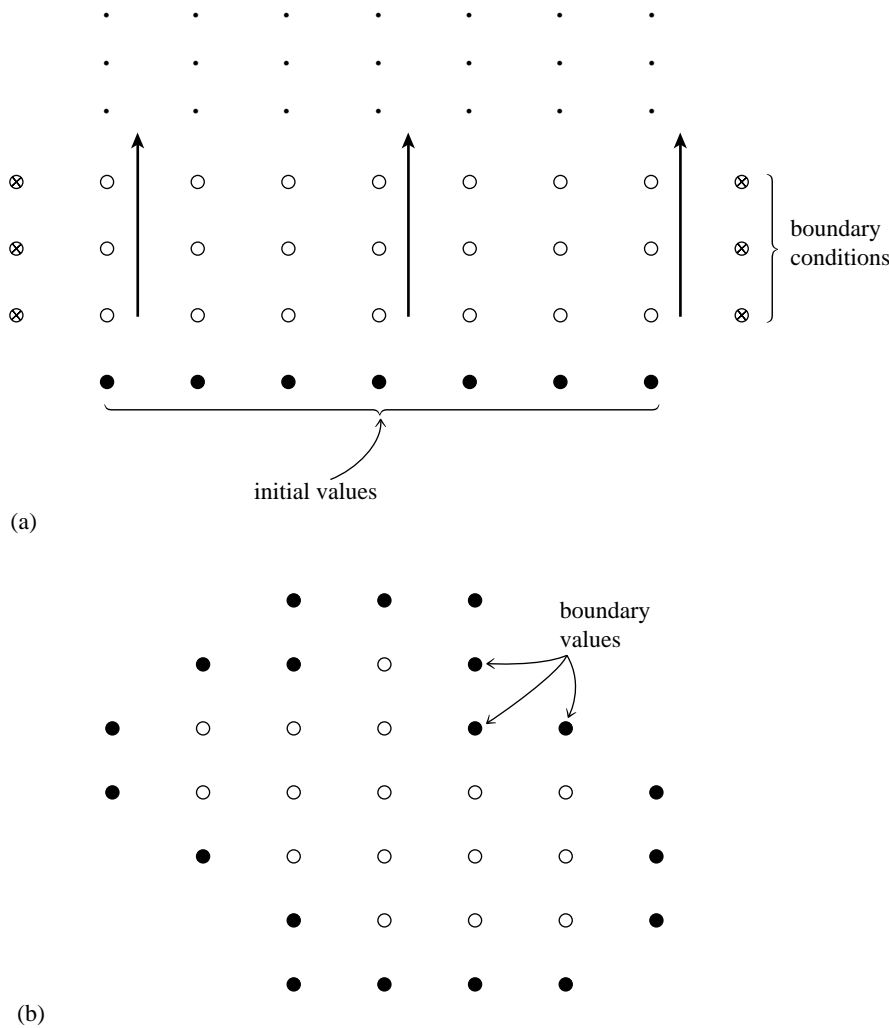 boundary
conditions
initial values
(a)
boundary
values
(b)